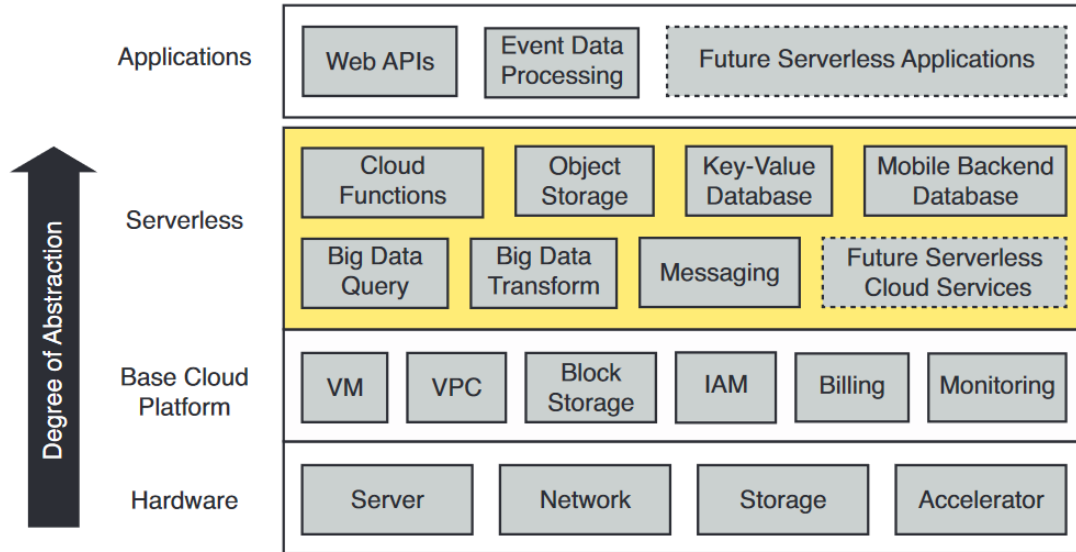 Applications
Web APIs
Event Data
Processing
Future Serverless Applications
Degree of Abstraction
Serverless
Cloud
Functions
Object
Storage
Key-Value
Database
Mobile Backend
Database
Big Data
Query
Big Data
Transform
Messaging
Future Serverless
Cloud Services
Base Cloud
Platform
VM
VPC
Block
Storage
IAM
Billing
Monitoring
Hardware
Server
Network
Storage
Accelerator